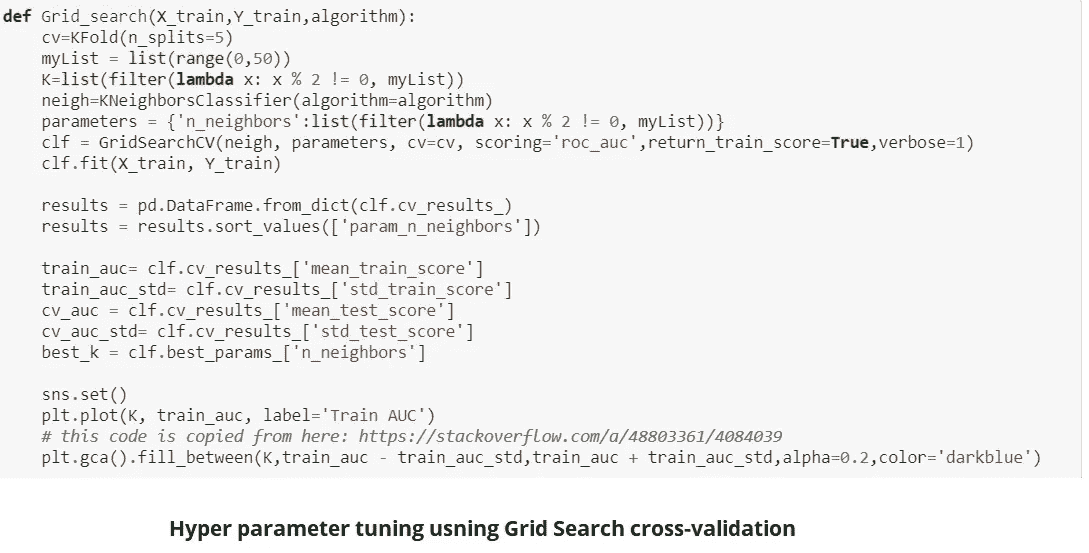 def Grid_search(X_train,Y_train,algorithm):
    cv=KFold(n_splits=5)
    myList = list(range(0,50))
    K=list(filter(lambda x: x % 2 != 0, myList))
    neigh=KNeighborsClassifier(algorithm=algorithm)
    parameters = {'n_neighbors':list(filter(lambda x: x % 2 != 0, myList))}
    clf = GridSearchCV(neigh, parameters, cv=cv, scoring='roc_auc',return_train_score=True,verbose=1)
    clf.fit(X_train, Y_train)

    results = pd.DataFrame.from_dict(clf.cv_results_)
    results = results.sort_values(['param_n_neighbors'])

    train_auc= clf.cv_results_['mean_train_score']
    train_auc_std= clf.cv_results_['std_train_score']
    cv_auc = clf.cv_results_['mean_test_score']
    cv_auc_std= clf.cv_results_['std_test_score']
    best_k = clf.best_params_['n_neighbors']

    sns.set()
    plt.plot(K, train_auc, label='Train AUC')
    # this code is copied from here: https://stackoverflow.com/a/48803361/4084039
    plt.gca().fill_between(K,train_auc - train_auc_std,train_auc + train_auc_std,alpha=0.2,color='darkblue')

Hyper parameter tuning usning Grid Search cross-validation